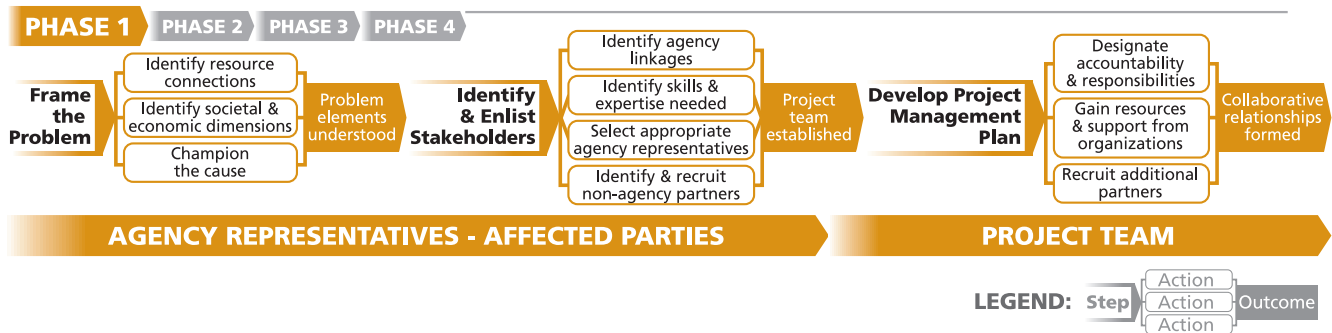 PHASE 1
PHASE 2
PHASE 3
PHASE 4
Frame
the
Problem
Identify resource
connections
Identify societal &
economic dimensions
Champion
the cause
Problem
elements
understood
Identify
& Enlist
Stakeholders
Identify agency
linkages
Identify skills &
expertise needed
Select appropriate
agency representatives
Identify & recruit
non-agency partners
Project
team
established
Develop Project
Management
Plan
Designate
accountability
& responsibilities
Gain resources
& support from
organizations
Recruit additional
partners
Collaborative
relationships
formed
AGENCY REPRESENTATIVES - AFFECTED PARTIES
PROJECT TEAM
LEGEND:
Step
Action
Action
Action
Outcome